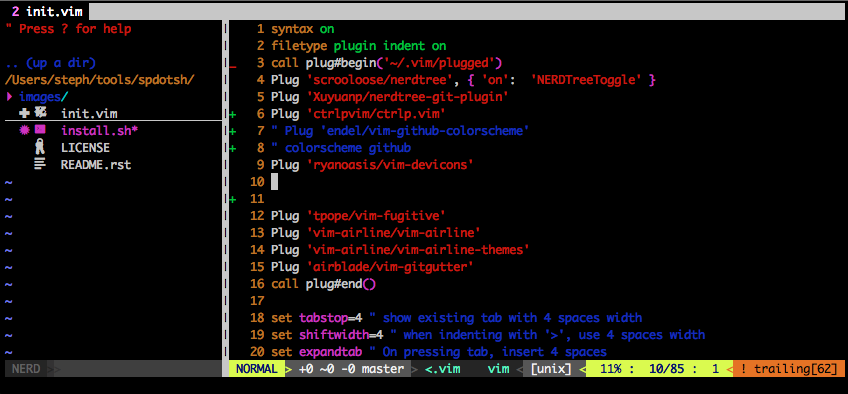 2 init.vim
" Press ? for help
.. (up a dir)
/Users/steph/tools/spdotsh/
images/
init.vim
install.sh*
LICENSE
README.rst
~
~
~
~
~
~
~
~
~
~
~
NERD >>
1 syntax on
2 filetype plugin indent on
_ 3 call plug#begin('~/.vim/plugged')
4 Plug 'scrooloose/nerdtree', { 'on':  'NERDTreeToggle' }
5 Plug 'Xuyuanp/nerdtree-git-plugin'
+ 6 Plug 'ctrlpvim/ctrlp.vim'
+ 7 " Plug 'endel/vim-github-colorscheme'
+ 8 " colorscheme github
9 Plug 'ryanoasis/vim-devicons'
10
+ 11
12 Plug 'tpope/vim-fugitive'
13 Plug 'vim-airline/vim-airline'
14 Plug 'vim-airline/vim-airline-themes'
15 Plug 'airblade/vim-gitgutter'
16 call plug#end()
17
18 set tabstop=4 " show existing tab with 4 spaces width
19 set shiftwidth=4 " when indenting with '>', use 4 spaces width
20 set expandtab " On pressing tab, insert 4 spaces
NORMAL > +0 ~0 -0 master > <.vim vim < [unix] < 11% : 10/85 : 1 < ! trailing[62]